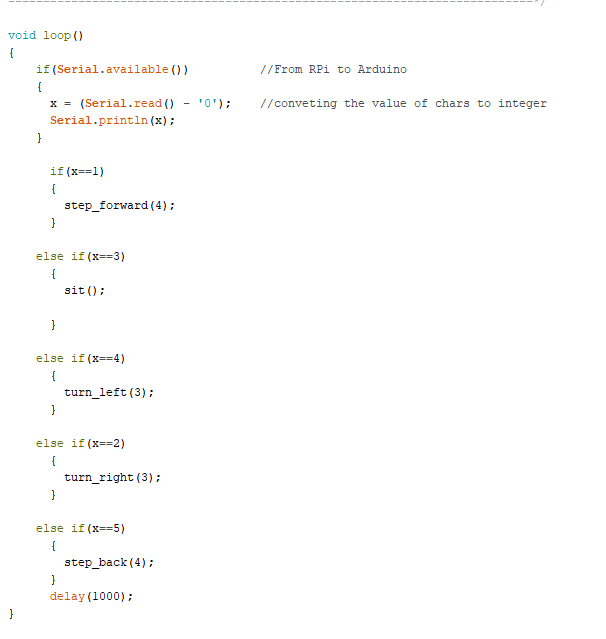 ----------------------------------------------------------------------------*/
void loop()
{
    if(Serial.available())          //From RPi to Arduino
    {
      x = (Serial.read() - '0');    //conveting the value of chars to integer
      Serial.println(x);
    }
      if(x==1)
      {
        step_forward(4);
      }
    else if(x==3)
      {
        sit();
      }
    else if(x==4)
      {
        turn_left(3);
      }
    else if(x==2)
      {
        turn_right(3);
      }
    else if(x==5)
      {
        step_back(4);
      }
      delay(1000);
}